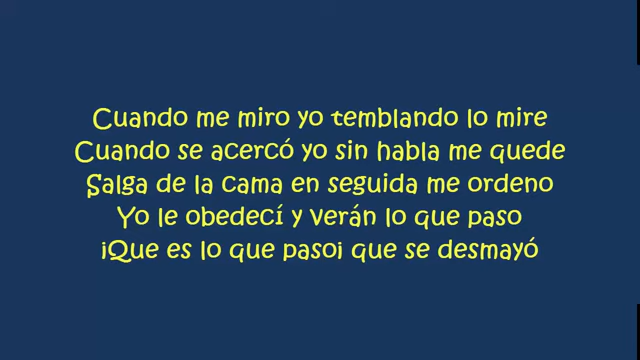 Cuando me miro yo temblando lo mire
Cuando se acercó yo sin habla me quede
Salga de la cama en seguida me ordeno
Yo le obedecí y verán lo que paso
¡Que es lo que paso¡ que se desmayó